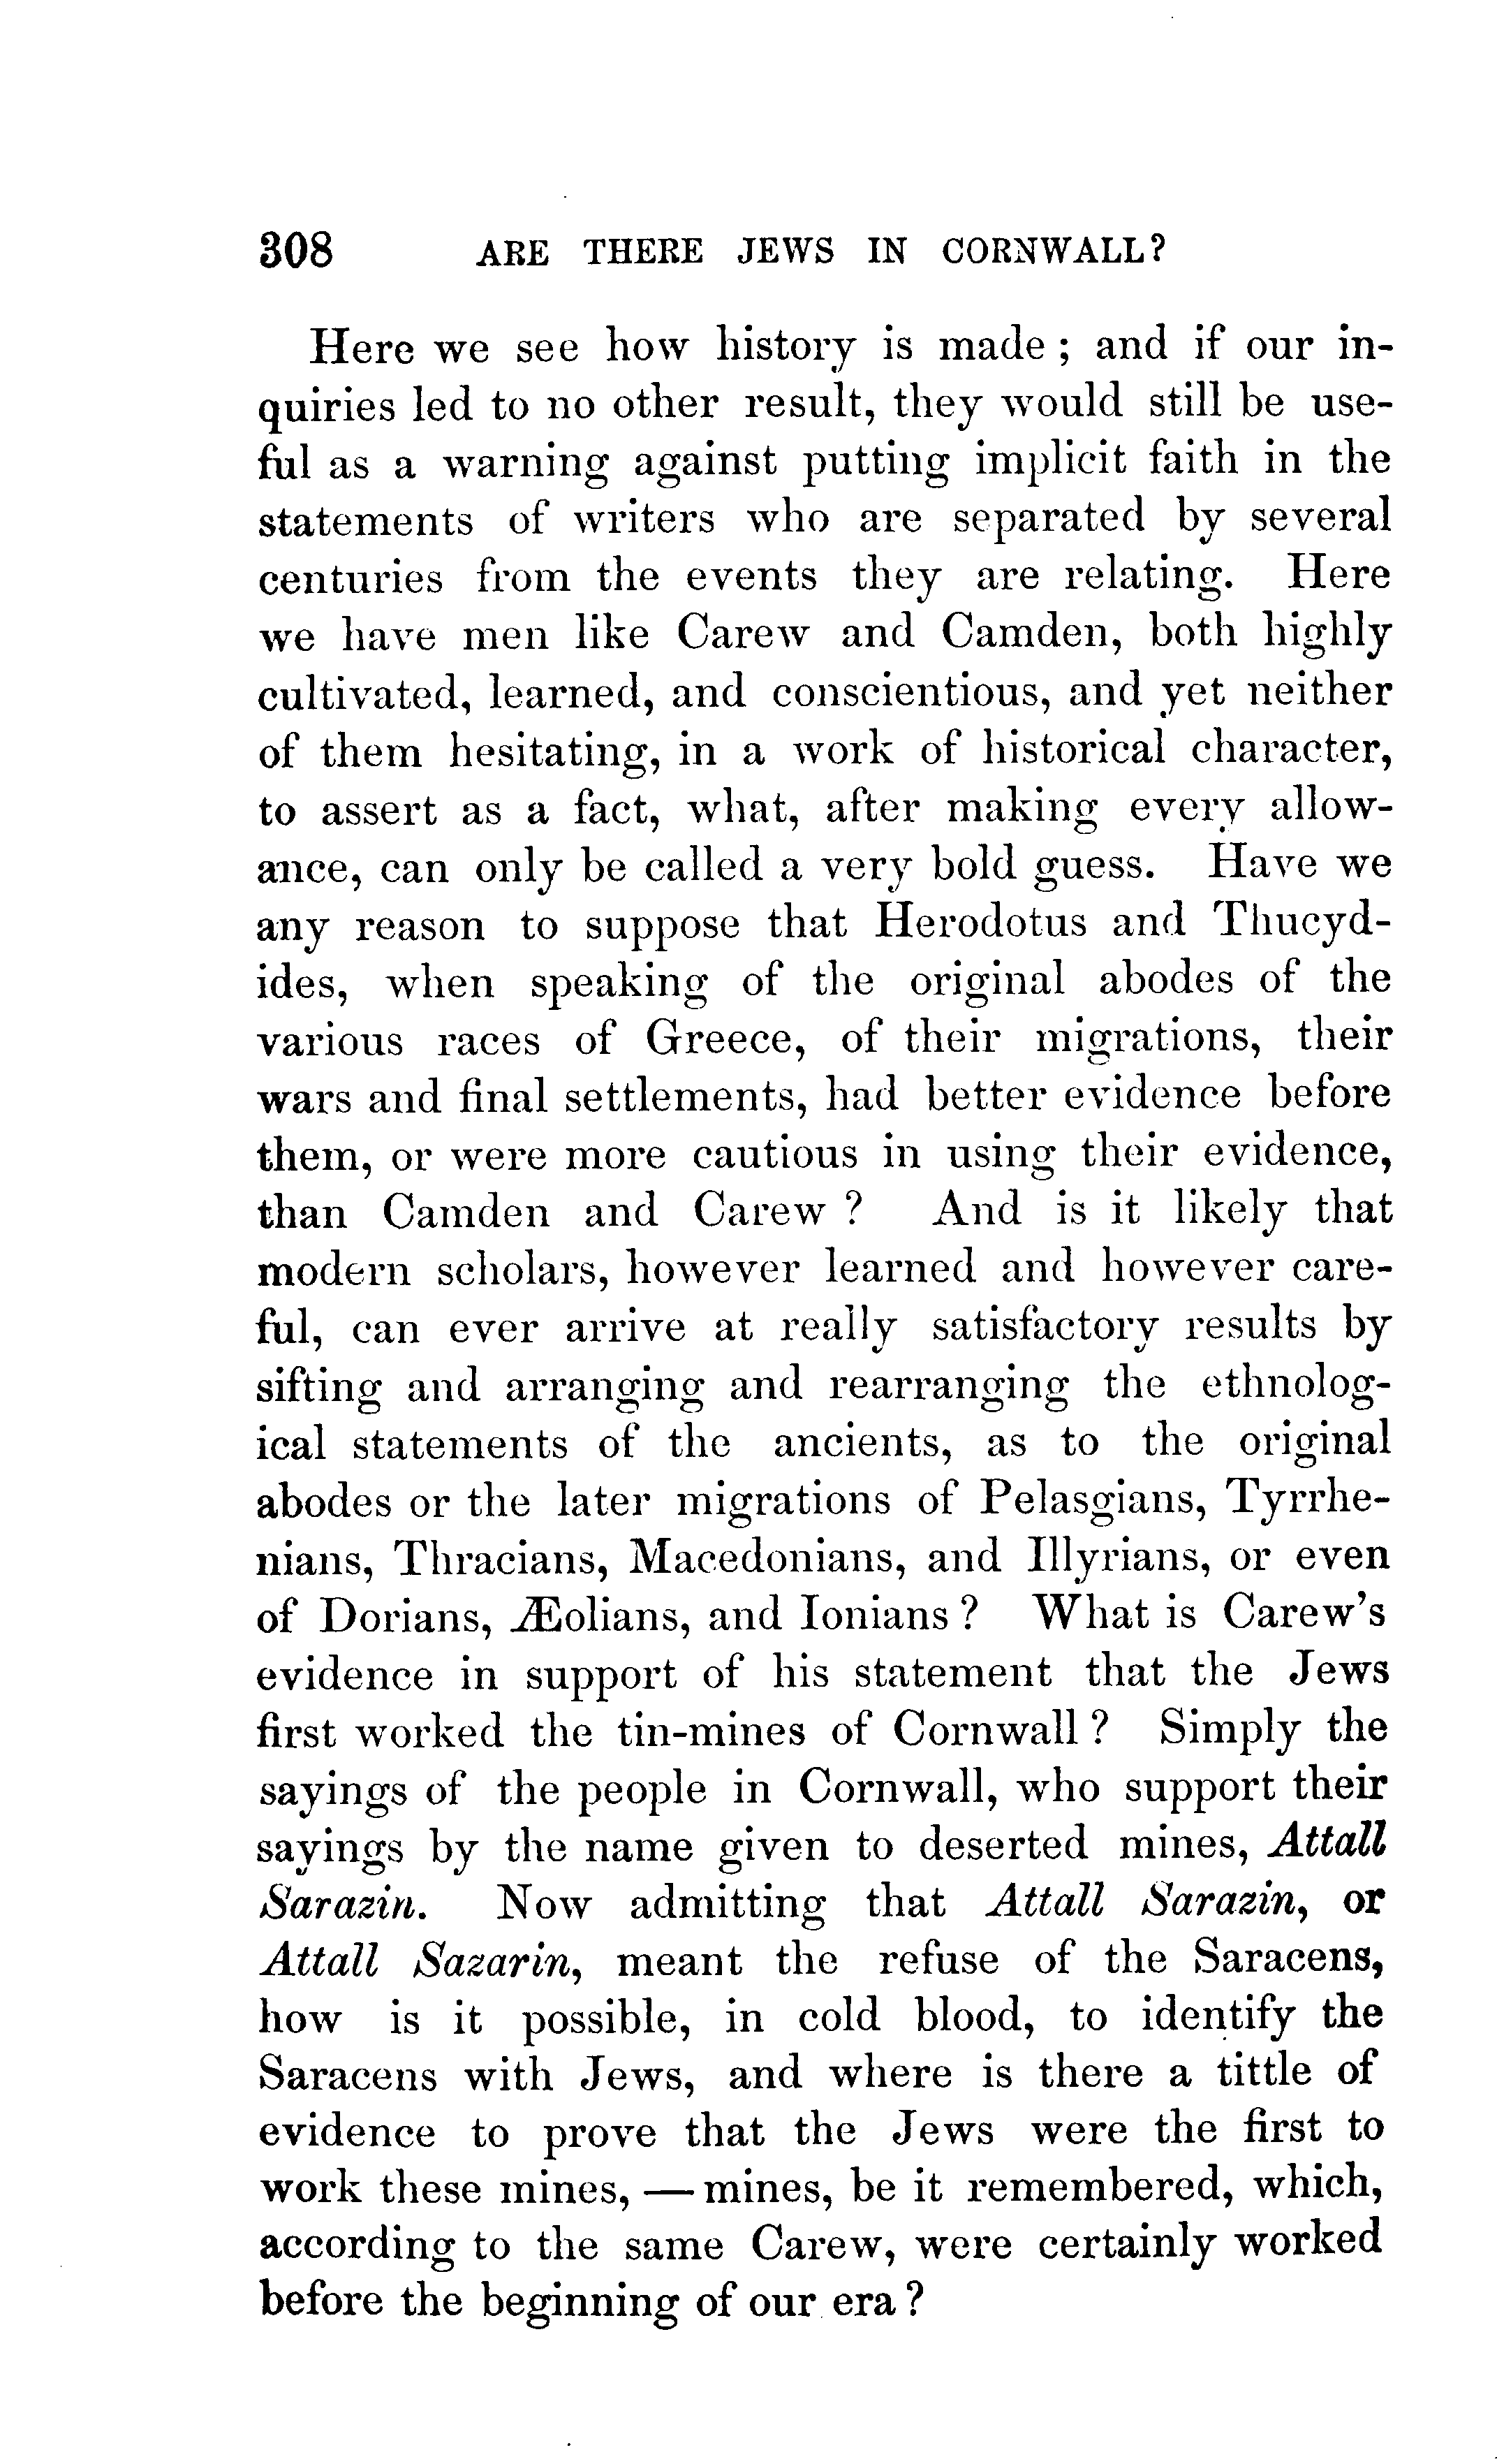 308 ARE THERE JEWS IN CORNWALL?
Here we see how history is made; and if our in-
quiries led to no other result, they would still be use-
ful as a warning against putting implicit faith in the
statements of writers who are separated by several
centuries from the events they are relating. Here
we have men like Carew and Camden, both highly
cultivated, learned, and conscientious, and yet neither
of them hesitating, in a work of historical character,
to assert as a fact, what, after making every allow-
ance, can only be called a very bold guess. Have we
any reason to suppose that Herodotus and Thucyd-
ides, when speaking of the original abodes of the
various races of Greece, of their migrations, their
wars and final settlements, had better evidence before
them, or were more cautious in using their evidence,
than Camden and Carew? And is it likely that
modern scholars, however learned and however care-
ful, can ever arrive at really satisfactory results by
sifting and arranging and rearranging the ethnolog-
ical statements of the ancients, as to the original
abodes or the later migrations of Pelasgians, Tyrrhe-
nians, Thracians, Macedonians, and Illyrians, or even
of Dorians, Æolians, and Ionians? What is Carew's
evidence in support of his statement that the Jews
first worked the tin-mines of Cornwall? Simply the
sayings of the people in Cornwall, who support their
sayings by the name given to deserted mines, Attall
Sarazin. Now admitting that Attall Sarazin, or
Attall Sazarin, meant the refuse of the Saracens,
how is it possible, in cold blood, to identify the
Saracens with Jews, and where is there a tittle of
evidence to prove that the Jews were the first to
work these mines, — mines, be it remembered, which,
according to the same Carew, were certainly worked
before the beginning of our era?